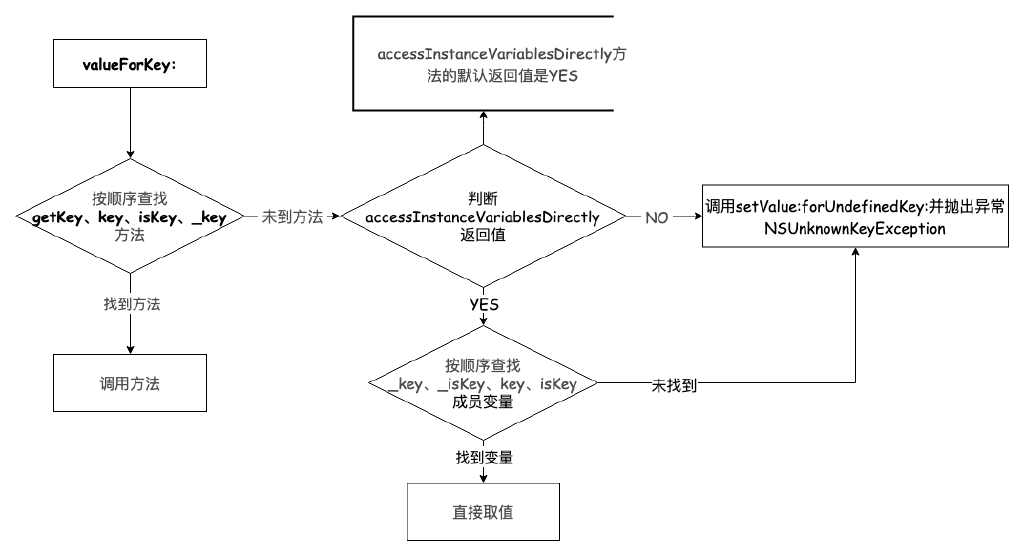 accessInstanceVariablesDirectly方
法的默认返回值是YES
valueForKey:
按顺序查找
getKey、key、isKey、_key
方法
未到方法
判断
accessInstanceVariablesDirectly
返回值
NO
调用setValue:forUndefinedKey:并抛出异常
NSUnknownKeyException
找到方法
YES
调用方法
按顺序查找
_key、_isKey、key、isKey
成员变量
未找到
找到变量
直接取值